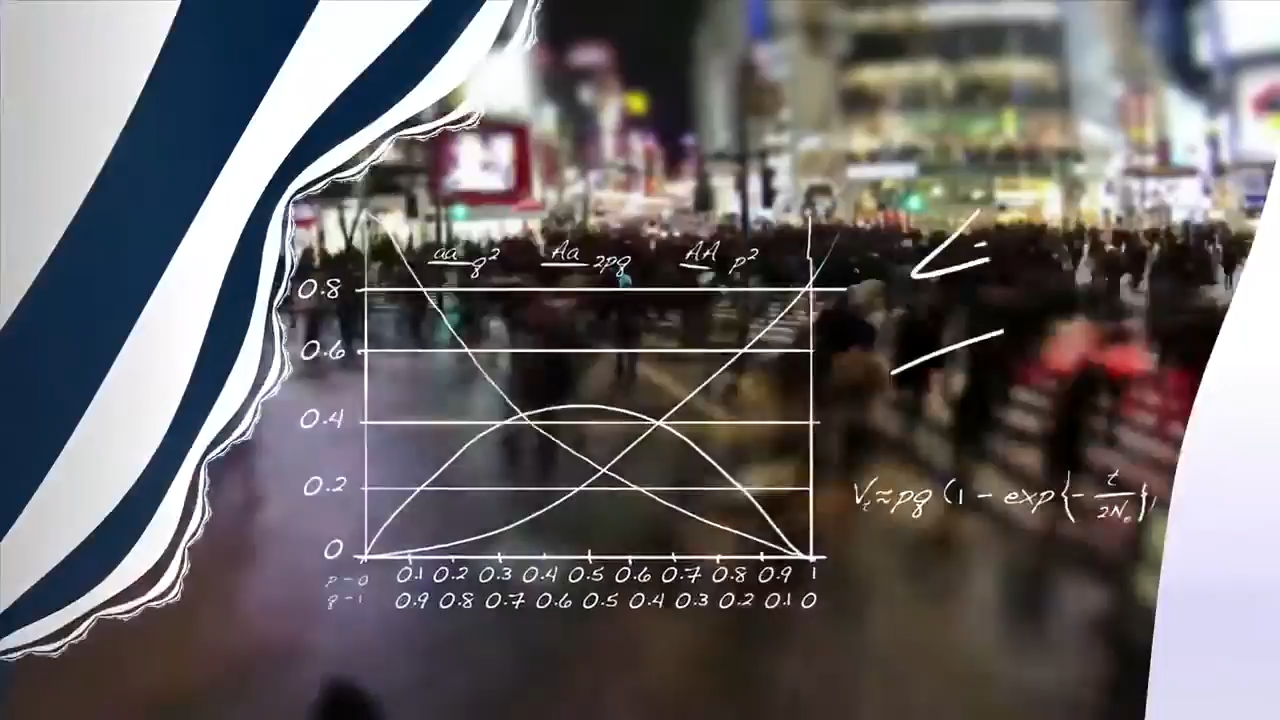 aa q² Aa 2pq AA p²
0.8
0.6
0.4
0.2
0
p - 0 0.1 0.2 0.3 0.4 0.5 0.6 0.7 0.8 0.9 1
q - 1 0.9 0.8 0.7 0.6 0.5 0.4 0.3 0.2 0.1 0
Vₜ≈pq (1 - exp{- t/2Nₑ})